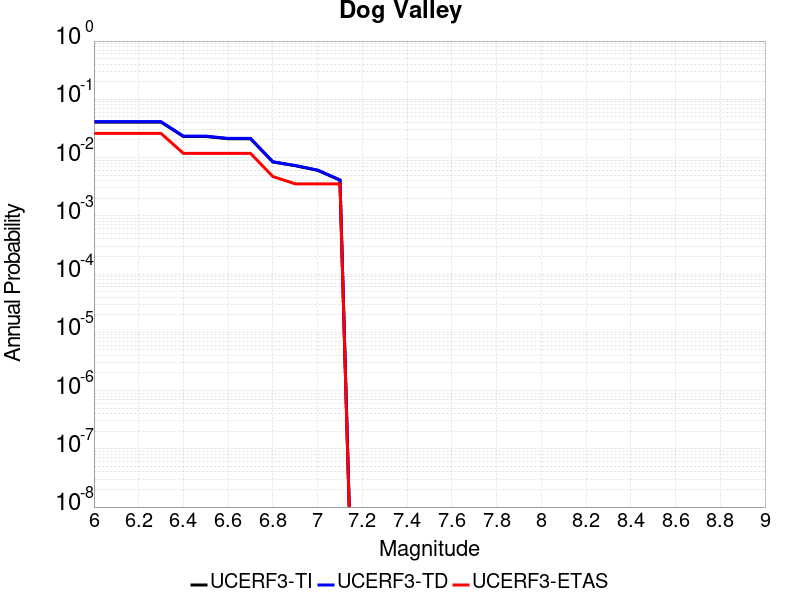 Dog Valley
10 0
10 -1
10 -2
10 -3
10 -4
10 -5
10 -6
10 -7
10 -8
Annual Probability
6 6.2 6.4 6.6 6.8 7 7.2 7.4 7.6 7.8 8 8.2 8.4 8.6 8.8 9
Magnitude
UCERF3-TI UCERF3-TD UCERF3-ETAS